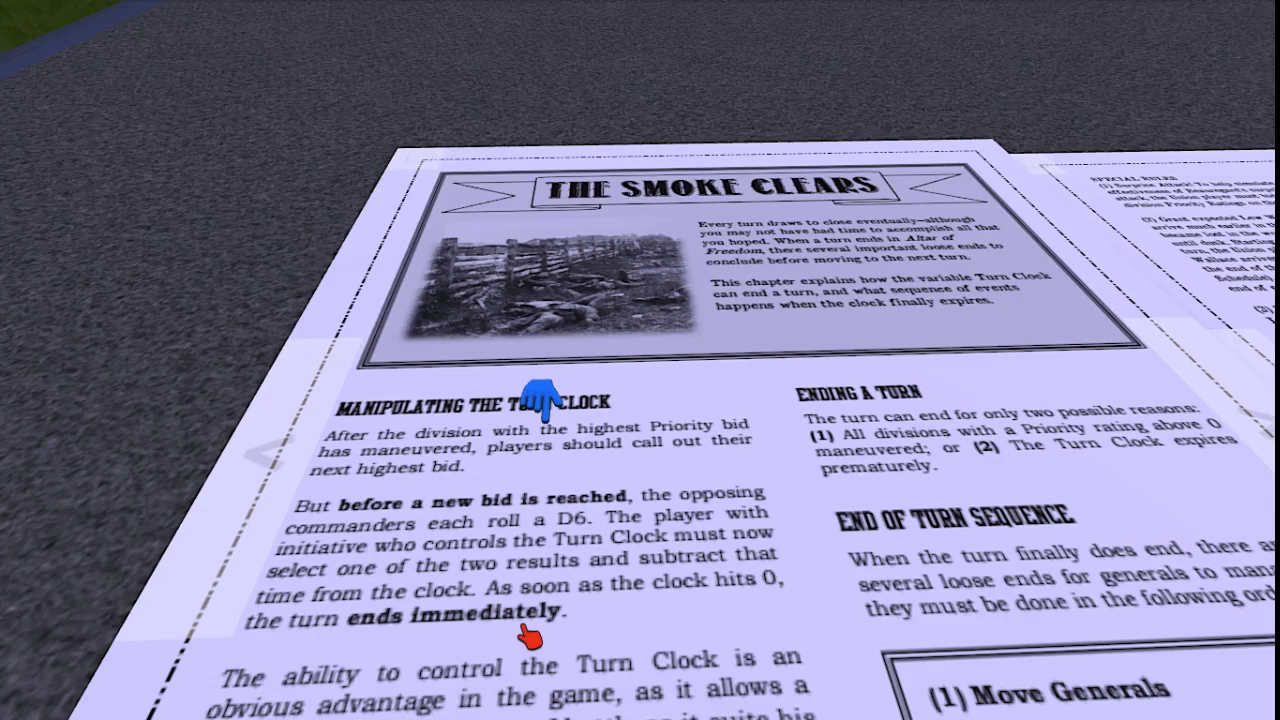 THE SMOKE CLEARS
Every turn draws to close eventually—although
you may not have had time to accomplish all that
you hoped. When a turn ends in Altar of
Freedom, there several important loose ends to
conclude before moving to the next turn.
This chapter explains how the variable Turn Clock
can end a turn, and what sequence of events
happens when the clock finally expires.
MANIPULATING THE CLOCK
After the division with the highest Priority bid
has maneuvered, players should call out their
next highest bid.
But before a new bid is reached, the opposing
commanders each roll a D6. The player with
initiative who controls the Turn Clock must now
select one of the two results and subtract that
time from the clock. As soon as the clock hits 0,
the turn ends immediately.
The ability to control the Turn Clock is an
obvious advantage in the game, as it allows a
ENDING A TURN
The turn can end for only two possible reasons:
(1) All divisions with a Priority rating above 0
maneuvered; or (2) The Turn Clock expires
prematurely.
END OF TURN SEQUENCE
When the turn finally does end, there
several loose ends for generals to
they must be done in the following
(1) Move Generals
SPECIAL RULES
(1) Surprise Attack! To help